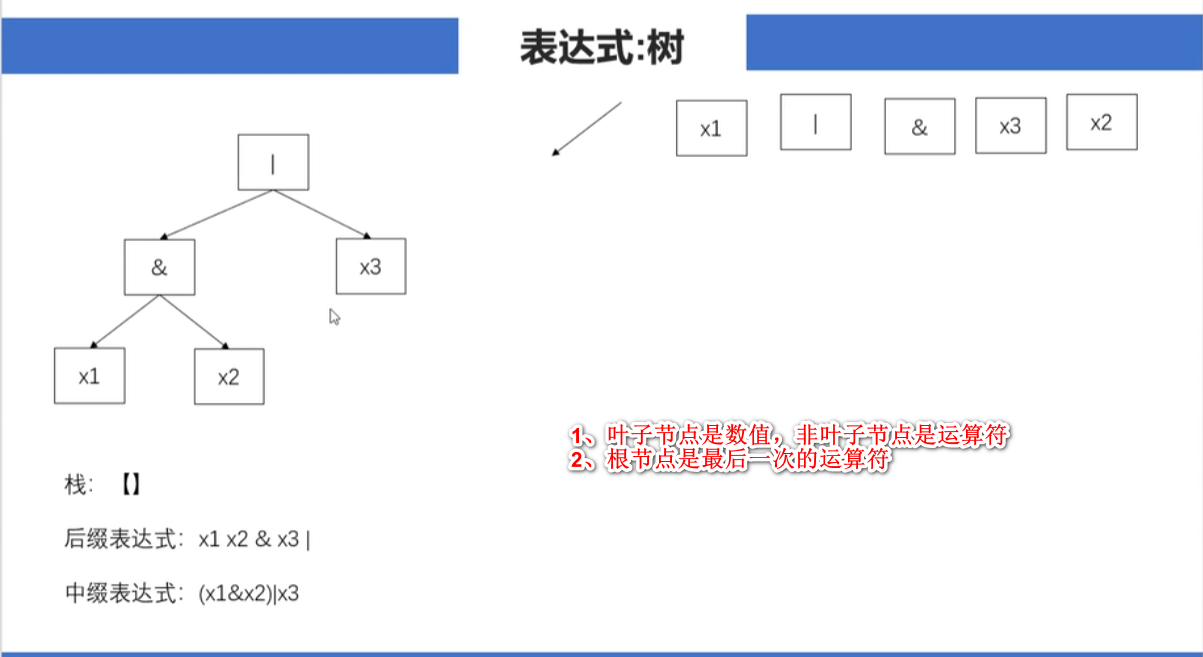 表达式:树
x1
|
&
x3
x2
|
&
x3
x1
x2
1、叶子节点是数值，非叶子节点是运算符
2、根节点是最后一次的运算符
栈：【】
后缀表达式：x1 x2 & x3 |
中缀表达式：(x1&x2)|x3